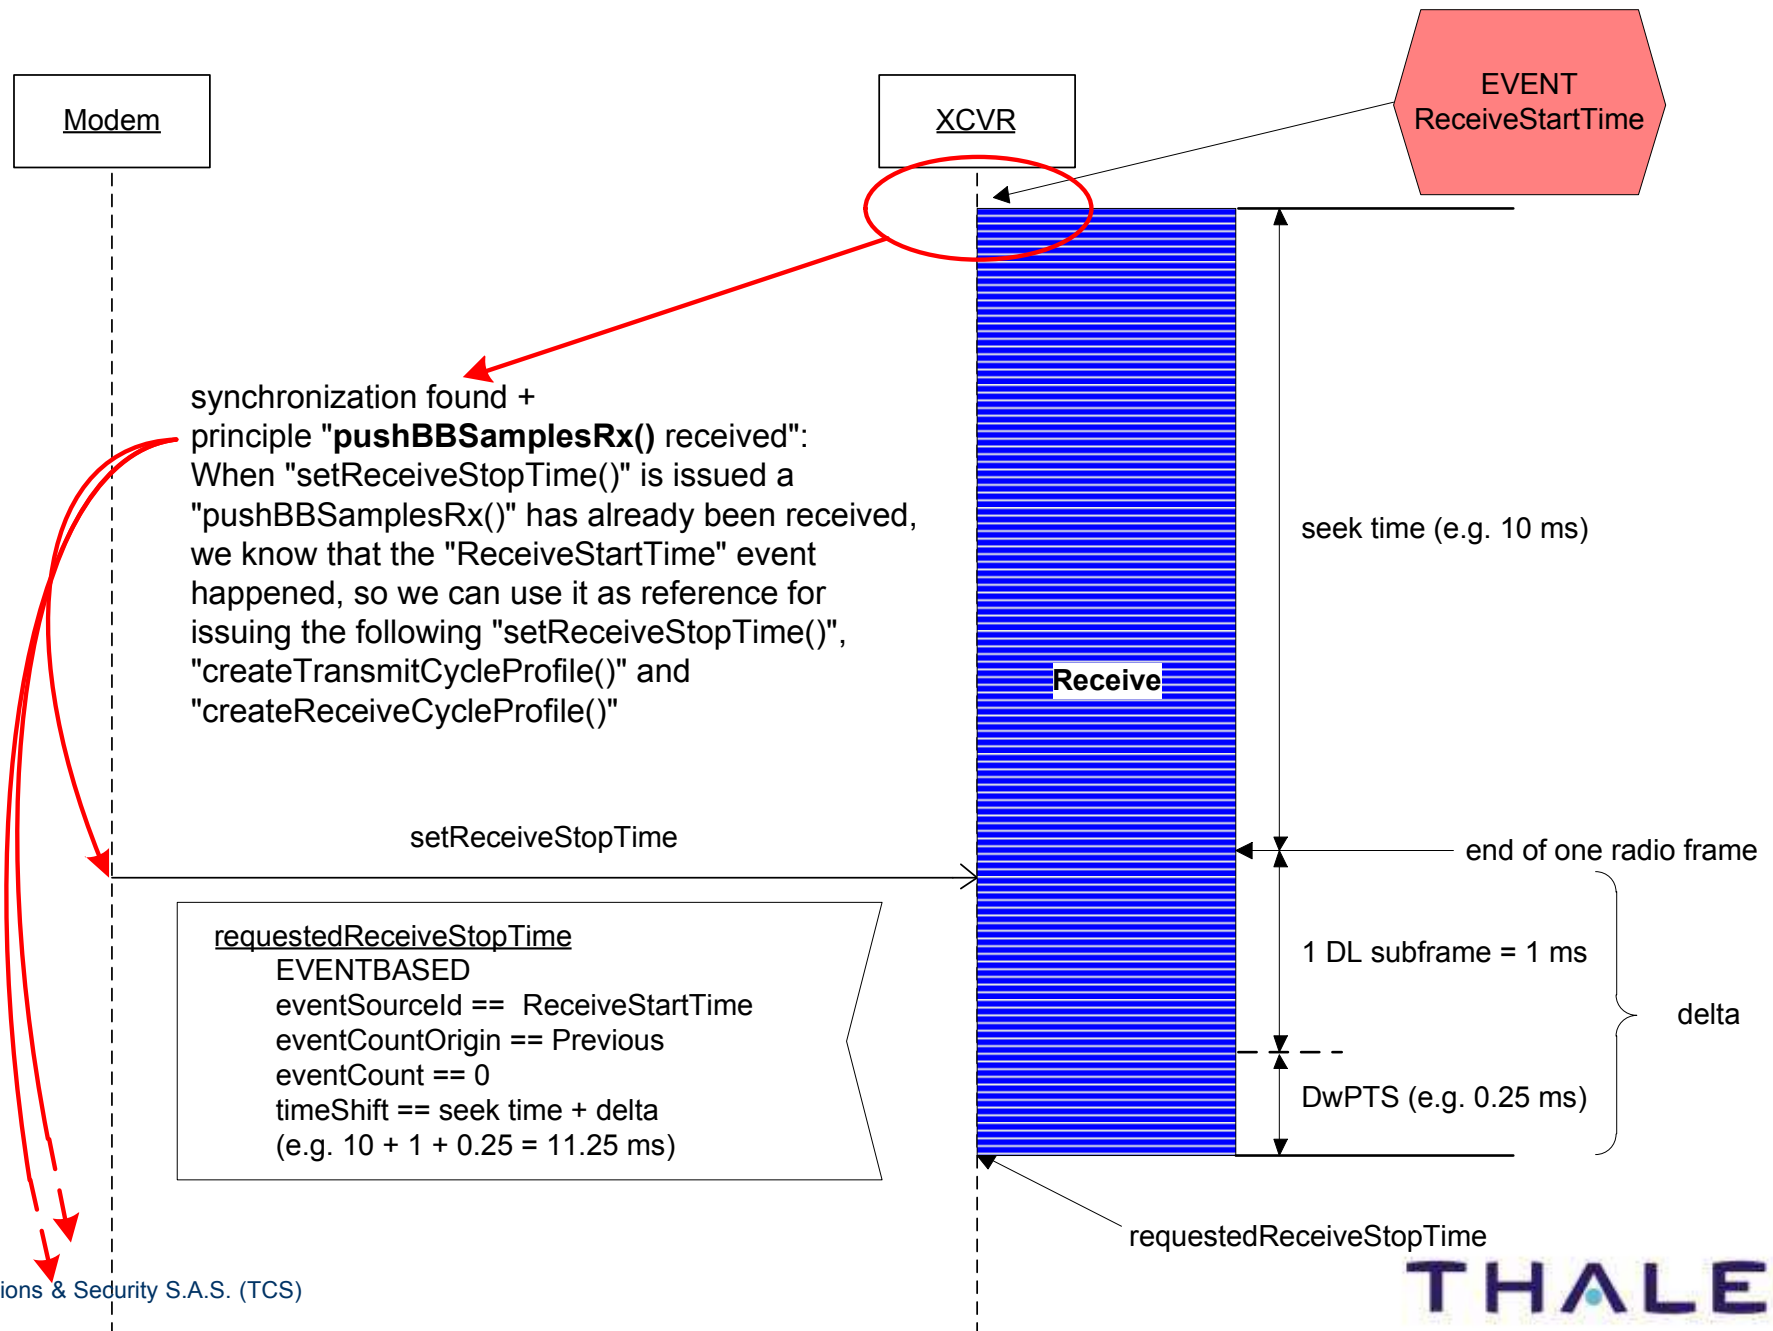 Modem
XCVR
EVENT
ReceiveStartTime
synchronization found +
principle "pushBBSamplesRx() received":
When "setReceiveStopTime()" is issued a
"pushBBSamplesRx()" has already been received,
we know that the "ReceiveStartTime" event
happened, so we can use it as reference for
issuing the following "setReceiveStopTime()",
"createTransmitCycleProfile()" and
"createReceiveCycleProfile()"
seek time (e.g. 10 ms)
Receive
setReceiveStopTime
end of one radio frame
requestedReceiveStopTime
EVENTBASED
eventSourceId == ReceiveStartTime
eventCountOrigin == Previous
eventCount == 0
timeShift == seek time + delta
(e.g. 10 + 1 + 0.25 = 11.25 ms)
1 DL subframe = 1 ms
delta
DwPTS (e.g. 0.25 ms)
requestedReceiveStopTime
ions & Security S.A.S. (TCS)
THALE